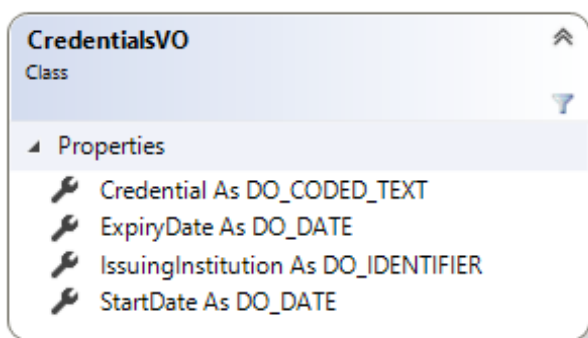 CredentialsVO
Class
Properties
Credential As DO_CODED_TEXT
ExpiryDate As DO_DATE
IssuingInstitution As DO_IDENTIFIER
StartDate As DO_DATE